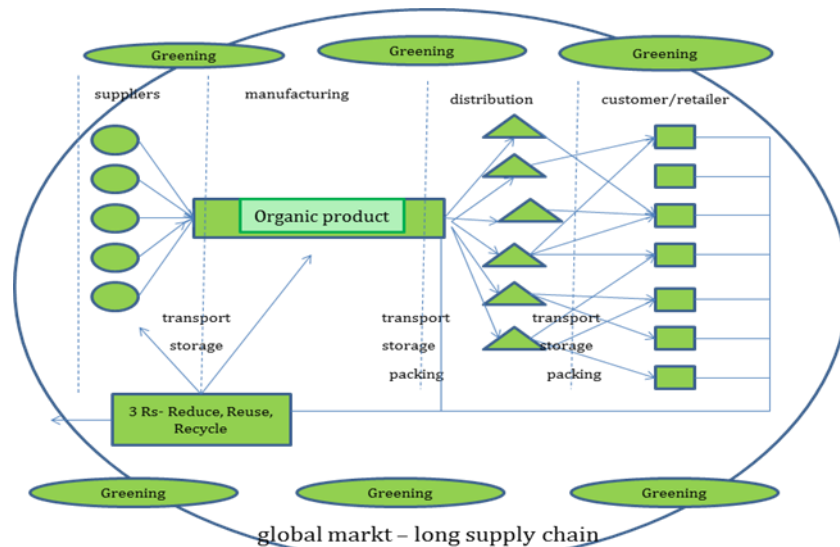 Greening
Greening
Greening
suppliers
manufacturing
distribution
customer/retailer
Organic product
transport
storage
transport
storage
packing
transport
storage
packing
3 Rs- Reduce, Reuse,
Recycle
Greening
Greening
Greening
global markt – long supply chain